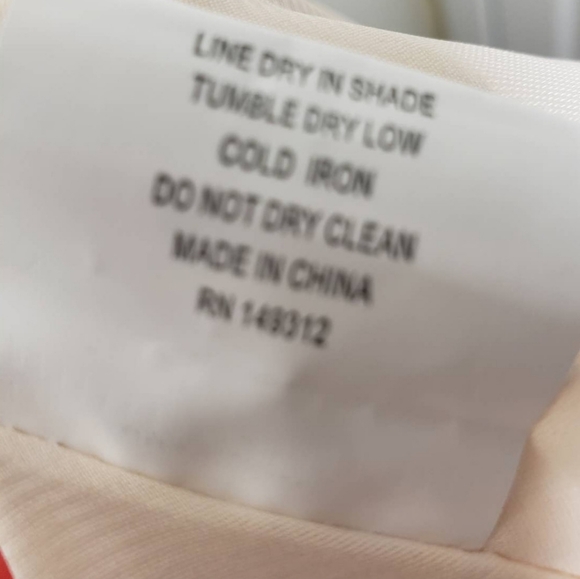 LINE DRY IN SHADE
TUMBLE DRY LOW
COLD IRON
DO NOT DRY CLEAN
MADE IN CHINA
RN 149312